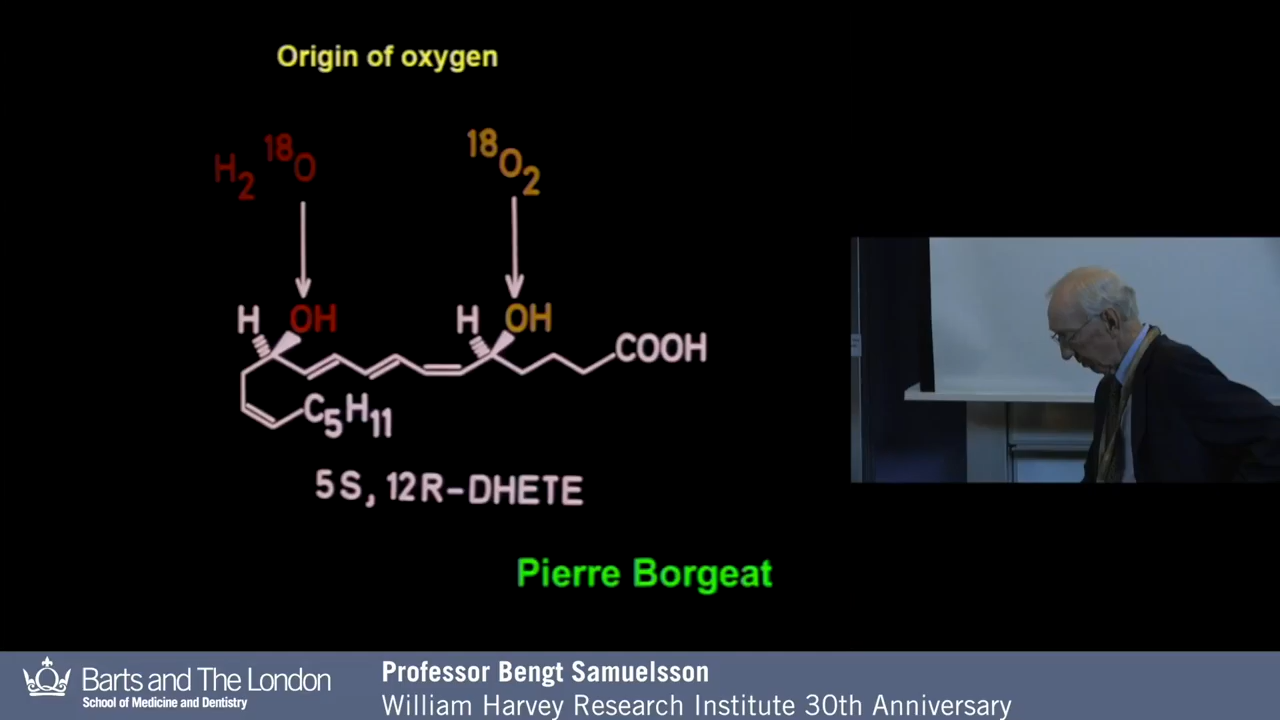 Origin of oxygen
H2 18O
18O2
H OH
H OH
COOH
C5H11
5S, 12R-DHETE
Pierre Borgeat
Barts and The London
School of Medicine and Dentistry
Professor Bengt Samuelsson
William Harvey Research Institute 30th Anniversary